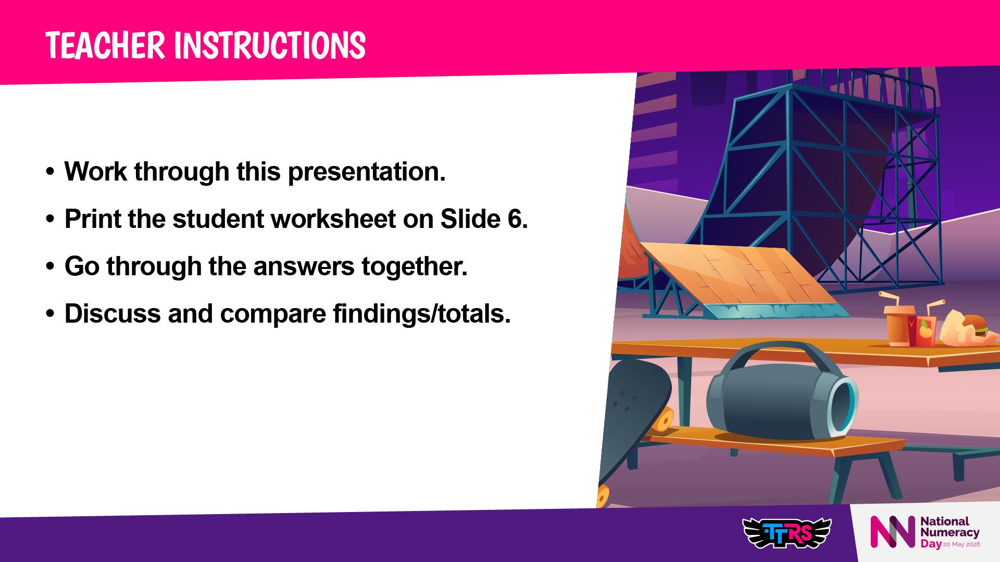 TEACHER INSTRUCTIONS
• Work through this presentation.
• Print the student worksheet on Slide 6.
• Go through the answers together.
• Discuss and compare findings/totals.
TTRS
National
Numeracy
Day 20 May 2026